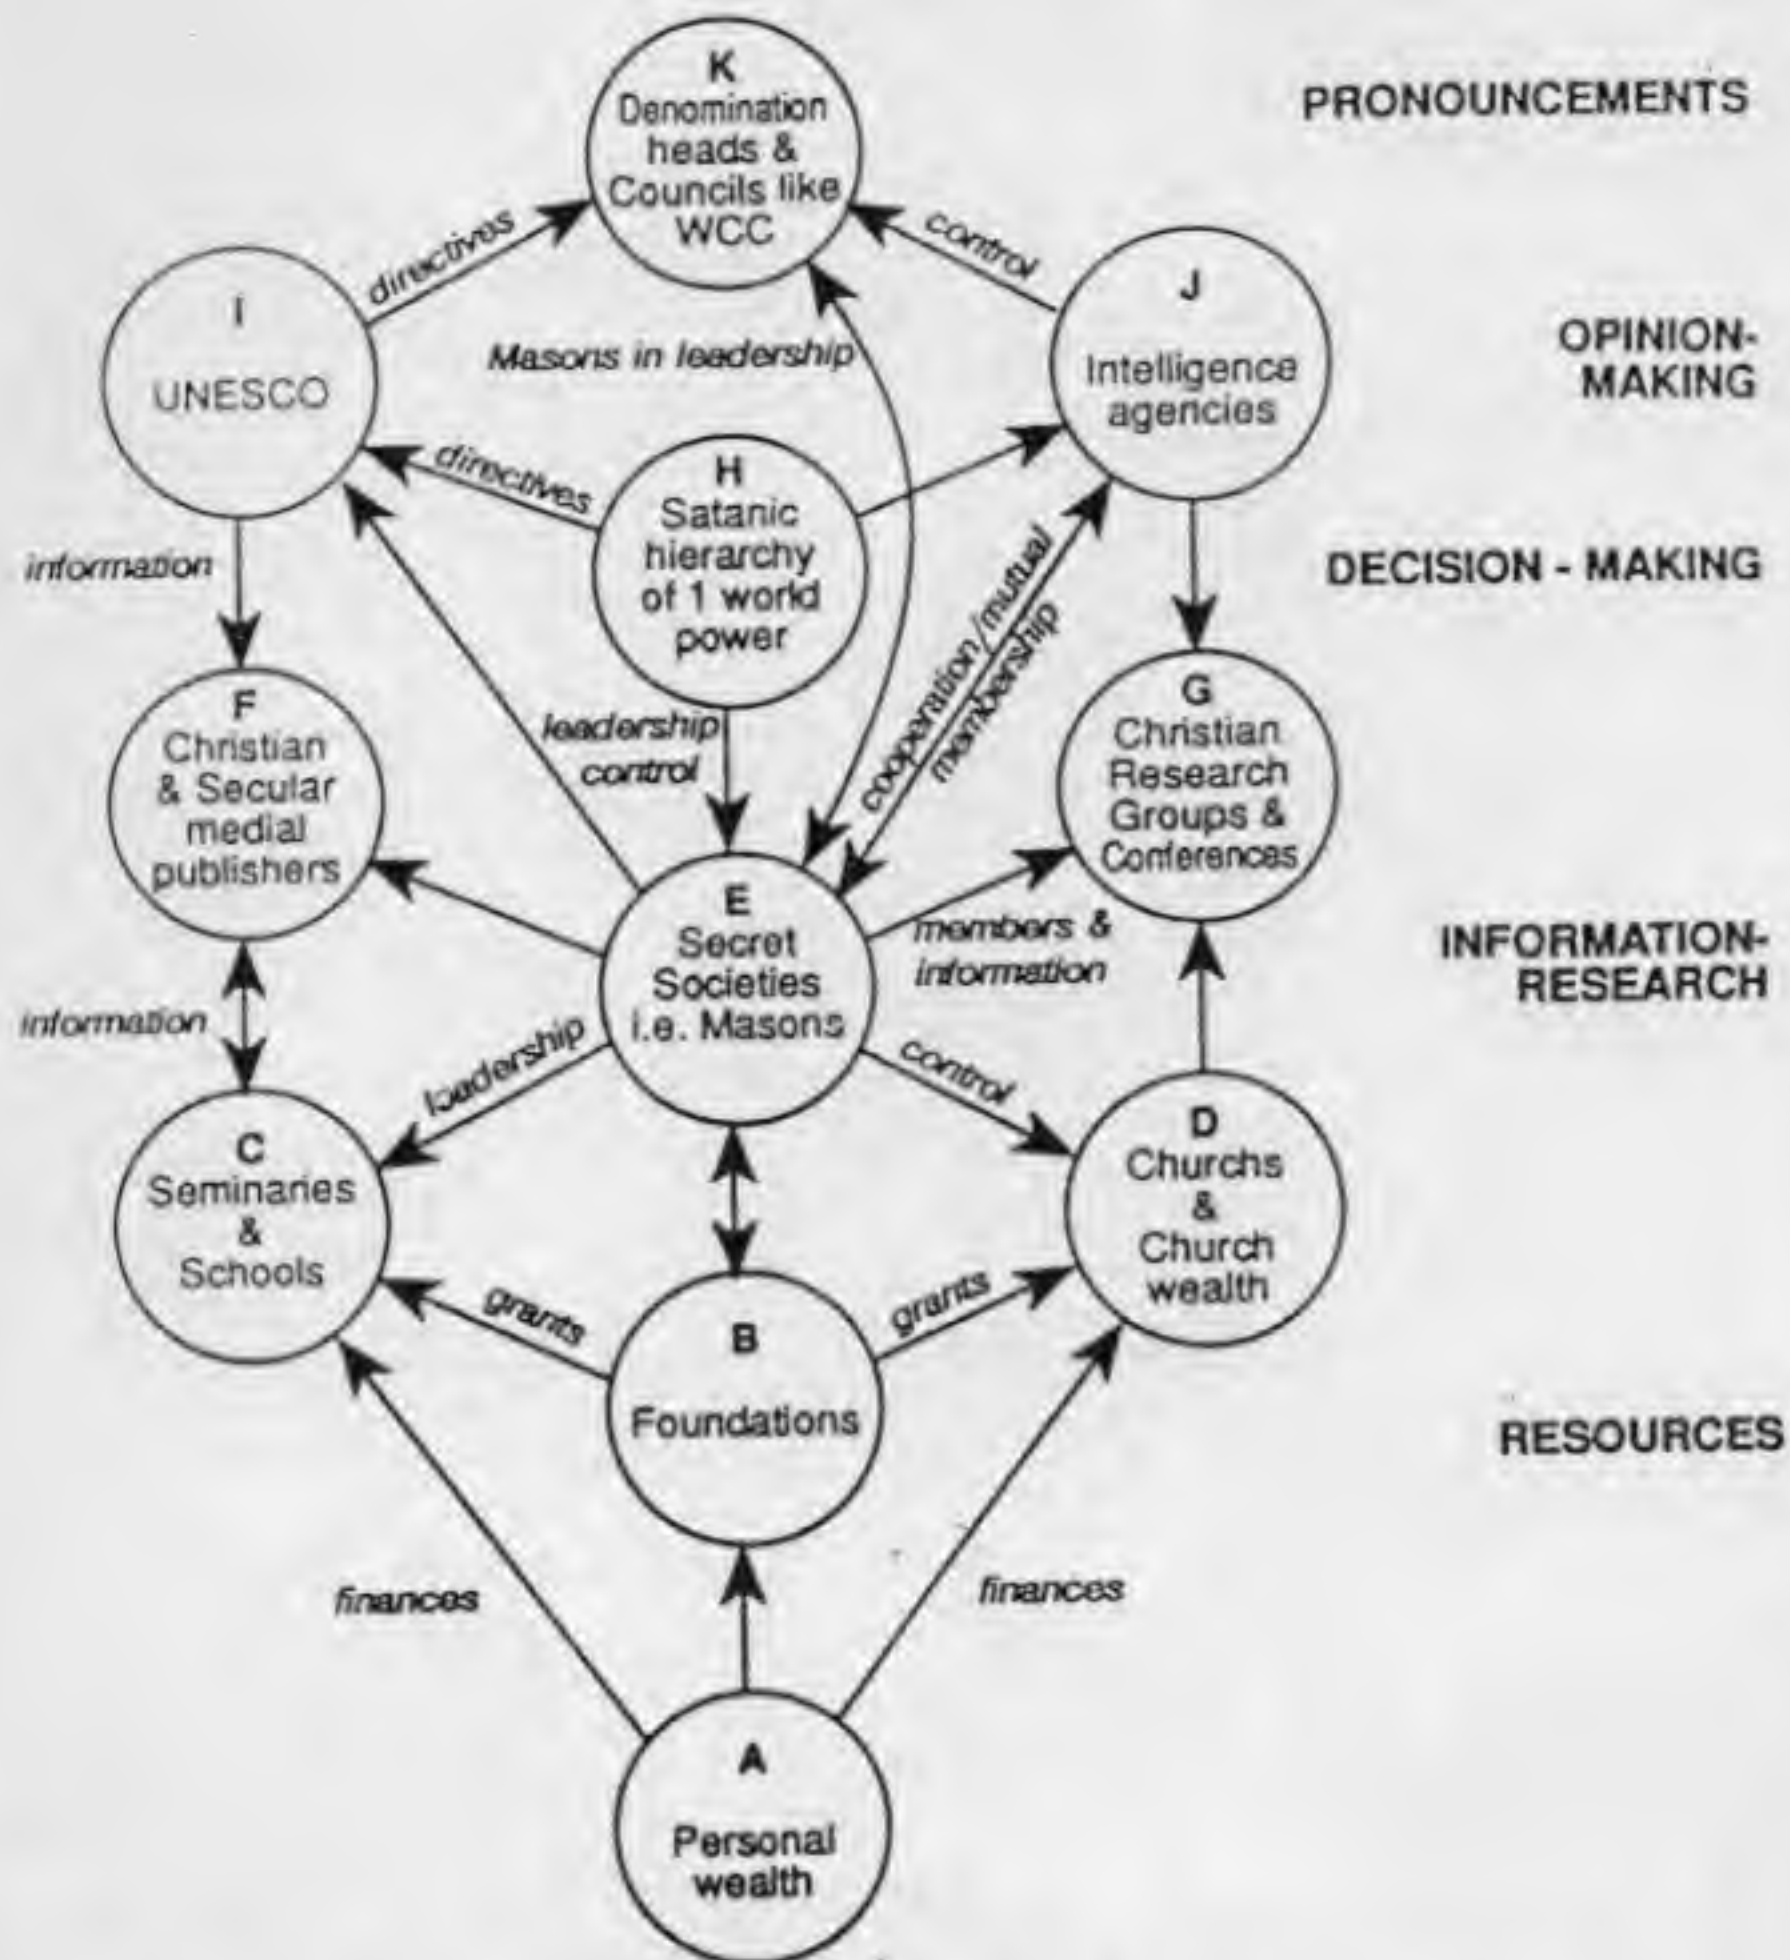 K
Denomination
heads &
Councils like
WCC
PRONOUNCEMENTS
directives
control
I
UNESCO
J
Intelligence
agencies
OPINION-
MAKING
Masons in leadership
directives
H
Satanic
hierarchy
of 1 world
power
information
DECISION - MAKING
cooperation/mutual
membership
F
Christian
& Secular
medial
publishers
leadership
control
G
Christian
Research
Groups &
Conferences
E
Secret
Societies
i.e. Masons
members &
information
INFORMATION-
RESEARCH
information
leadership
control
C
Seminaries
&
Schools
D
Churchs
&
Church
wealth
grants
grants
B
Foundations
RESOURCES
finances
finances
A
Personal
wealth